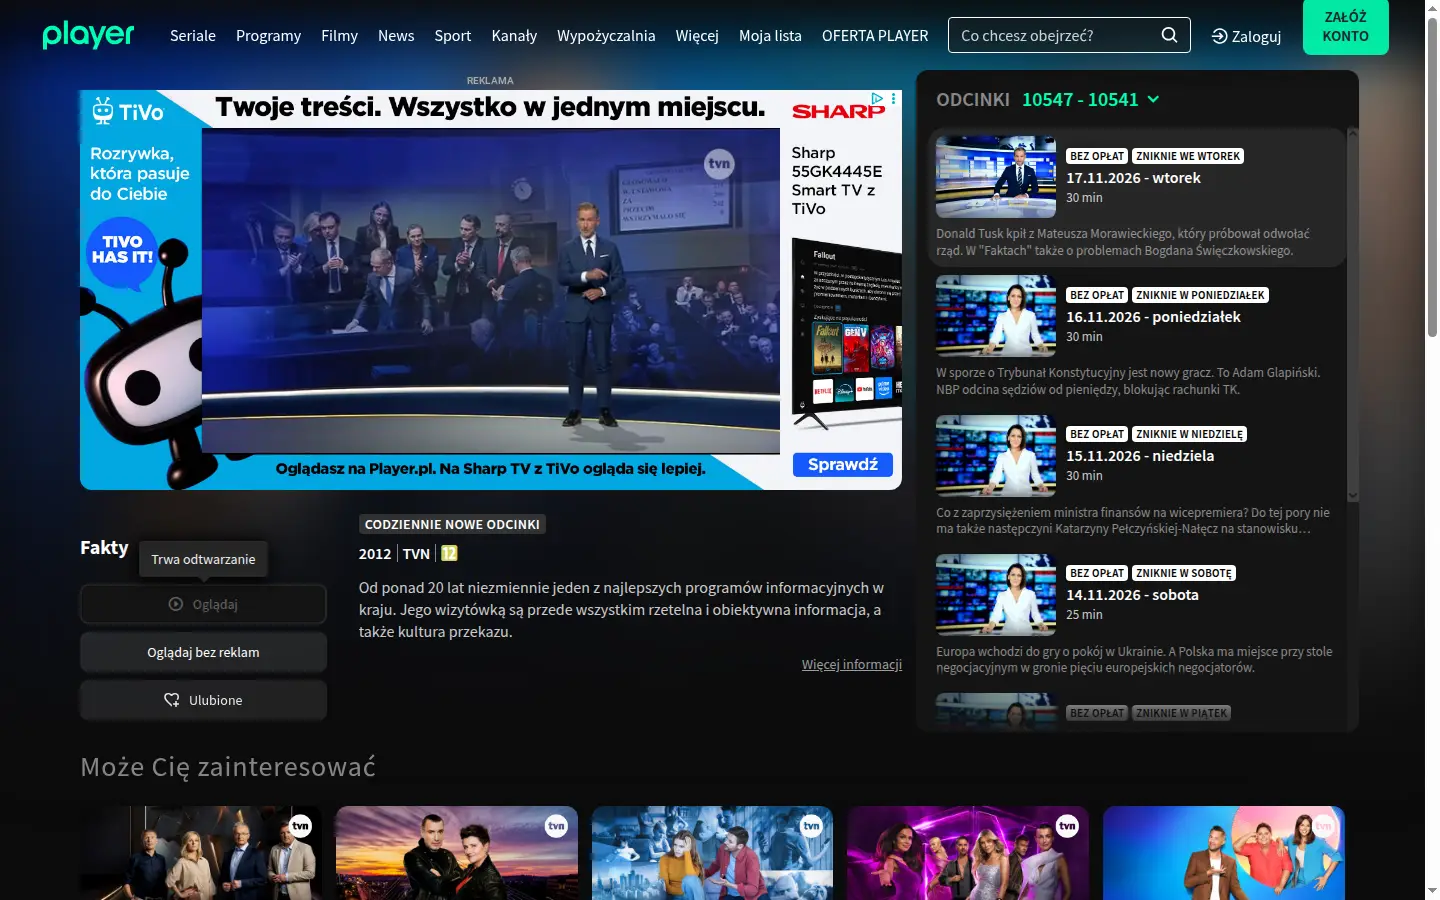 player
Seriale Programy Filmy News Sport Kanały Wypożyczalnia Więcej Moja lista OFERTA PLAYER
Co chcesz obejrzeć?
Zaloguj
ZAŁÓŻ
KONTO
REKLAMA
TiVo
Twoje treści. Wszystko w jednym miejscu.
SHARP
Rozrywka,
która pasuje
do Ciebie
TIVO
HAS IT!
tvn
Sharp
55GK4445E
Smart TV z
TiVo
Fallout
Oglądasz na Player.pl. Na Sharp TV z TiVo ogląda się lepiej.
Sprawdź
ODCINKI 10547 - 10541
BEZ OPŁAT ZNIKNIE WE WTOREK
17.11.2026 - wtorek
30 min
Donald Tusk kpił z Mateusza Morawieckiego, który próbował odwołać
rząd. W "Faktach" także o problemach Bogdana Święczkowskiego.
BEZ OPŁAT ZNIKNIE W PONIEDZIAŁEK
16.11.2026 - poniedziałek
30 min
W sporze o Trybunał Konstytucyjny jest nowy gracz. To Adam Glapiński.
NBP odcina sędziów od pieniędzy, blokując rachunki TK.
BEZ OPŁAT ZNIKNIE W NIEDZIELĘ
15.11.2026 - niedziela
30 min
Co z zaprzysiężeniem ministra finansów na wicepremiera? Do tej pory nie
ma także następczyni Katarzyny Pełczyńskiej-Nałęcz na stanowisku...
BEZ OPŁAT ZNIKNIE W SOBOTĘ
14.11.2026 - sobota
25 min
Europa wchodzi do gry o pokój w Ukrainie. A Polska ma miejsce przy stole
negocjacyjnym w gronie pięciu europejskich negocjatorów.
BEZ OPŁAT ZNIKNIE W PIĄTEK
Fakty
Trwa odtwarzanie
Oglądaj
Oglądaj bez reklam
Ulubione
CODZIENNIE NOWE ODCINKI
2012 TVN 12
Od ponad 20 lat niezmiennie jeden z najlepszych programów informacyjnych w
kraju. Jego wizytówką są przede wszystkim rzetelna i obiektywna informacja, a
także kultura przekazu.
Więcej informacji
Może Cię zainteresować
tvn
tvn
tvn
tvn
tvn